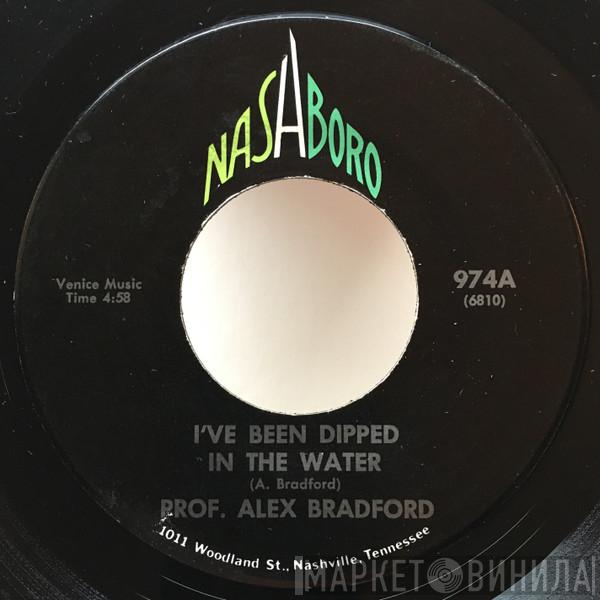 NASABORO
Venice Music
Time 4:58
974A
(6810)
I'VE BEEN DIPPED
IN THE WATER
(A. Bradford)
PROF. ALEX BRADFORD
1011 Woodland St., Nashville, Tennessee
МАРКЕТ ВИНИЛА